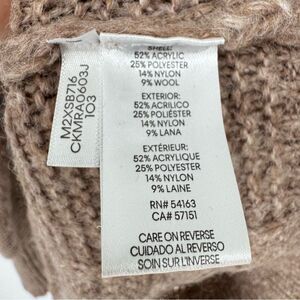 M2XSB716
CKMRA0603J
103
SHELL:
52% ACRYLIC
25% POLYESTER
14% NYLON
9% WOOL
EXTERIOR:
52% ACRILICO
25% POLIÉSTER
14% NYLON
9% LANA
EXTÉRIEUR:
52% ACRYLIQUE
25% POLYESTER
14% NYLON
9% LAINE
RN# 54163
CA# 57151
CARE ON REVERSE
CUIDADO AL REVERSO
SOIN SUR L'INVERSE